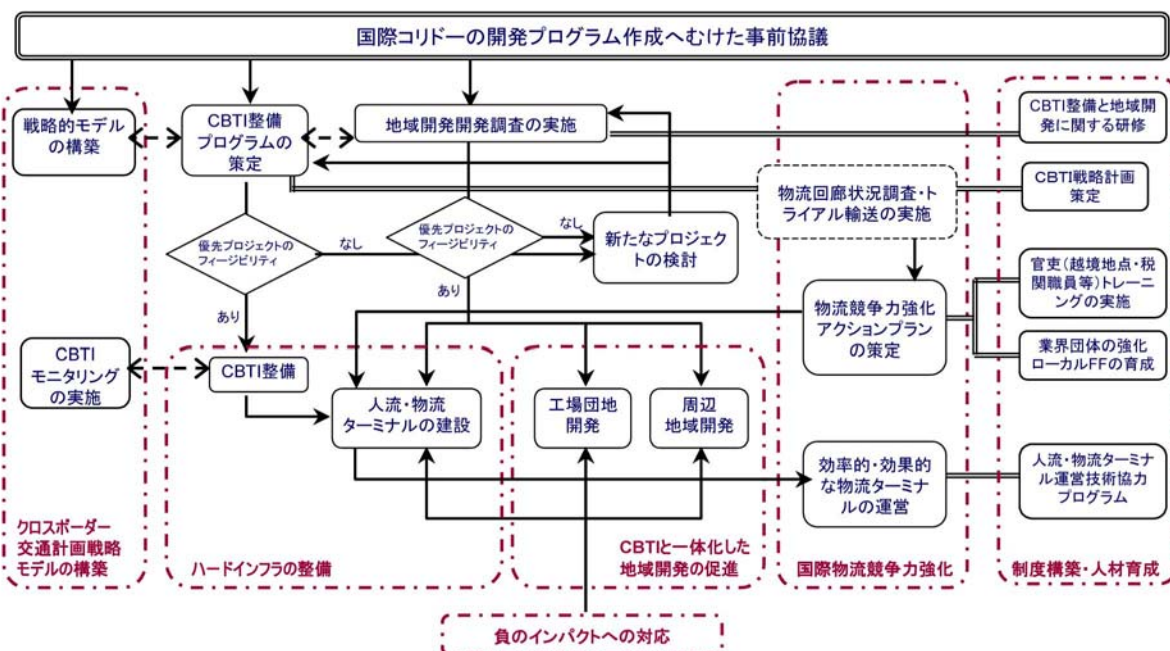 国際コリドーの開発プログラム作成へむけた事前協議
戦略的モデル
の構築
CBTI整備
プログラムの
策定
地域開発開発調査の実施
CBTI整備と地域開
発に関する研修
物流回廊状況調査・ト
ライアル輸送の実施
CBTI戦略計画
策定
優先プロジェクトの
フィージビリティ
なし
優先プロジェクトの
フィージビリティ
なし
新たなプロジェク
トの検討
あり
あり
物流競争力強化
アクションプラン
の策定
官吏(越境地点・税
関職員等)トレーニ
ングの実施
業界団体の強化
ローカルFFの育成
CBTI
モニタリング
の実施
CBTI整備
人流・物流
ターミナルの建設
工場団地
開発
周辺
地域開発
効率的・効果的
な物流ターミナ
ルの運営
人流・物流ターミナ
ル運営技術協力
プログラム
クロスボーダー
交通計画戦略
モデルの構築
ハードインフラの整備
CBTIと一体化した
地域開発の促進
国際物流競争力強化
制度構築・人材育成
負のインパクトへの対応